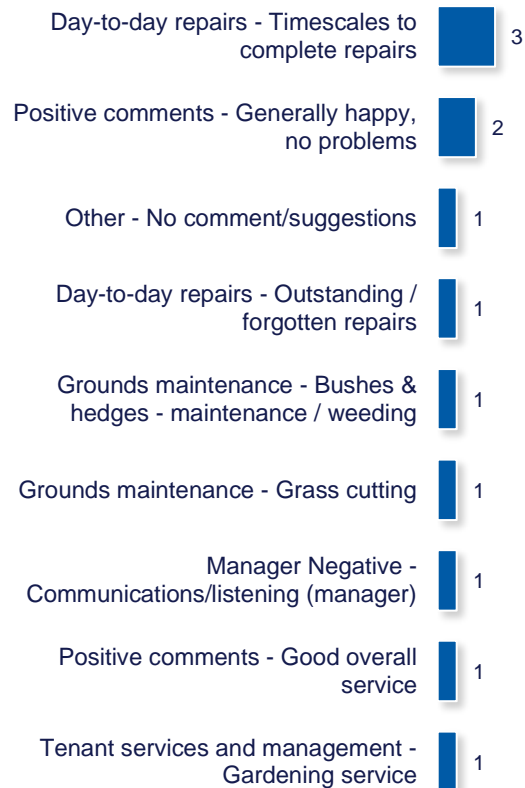 Day-to-day repairs - Timescales to
complete repairs
3
Positive comments - Generally happy,
no problems
2
Other - No comment/suggestions
1
Day-to-day repairs - Outstanding /
forgotten repairs
1
Grounds maintenance - Bushes &
hedges - maintenance / weeding
1
Grounds maintenance - Grass cutting
1
Manager Negative -
Communications/listening (manager)
1
Positive comments - Good overall
service
1
Tenant services and management -
Gardening service
1